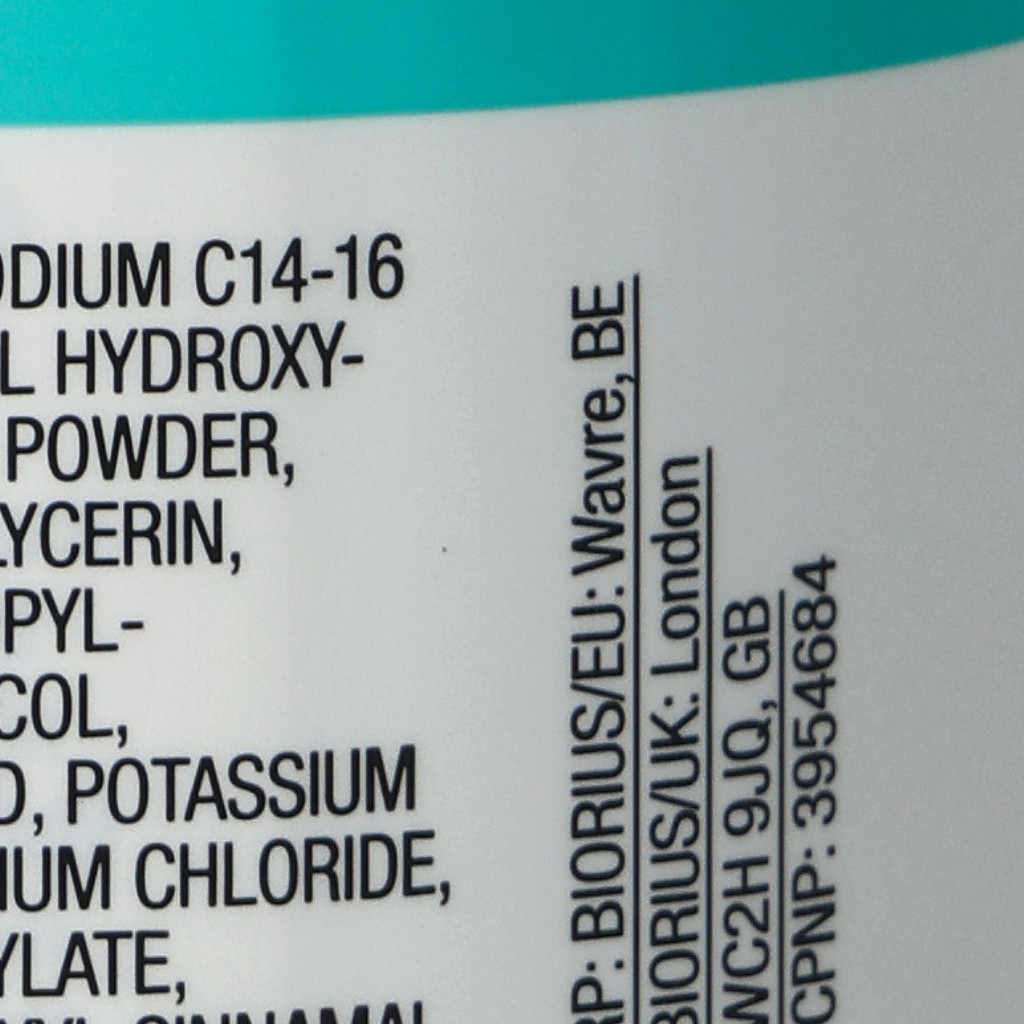 ODIUM C14-16
L HYDROXY-
POWDER,
LYCERIN,
PYL-
COL,
D, POTASSIUM
IUM CHLORIDE,
YLATE,
CINNAMAL
RP: BIORIUS/EU: Wavre, BE
BIORIUS/UK: London
WC2H 9JQ, GB
CPNP: 3954684